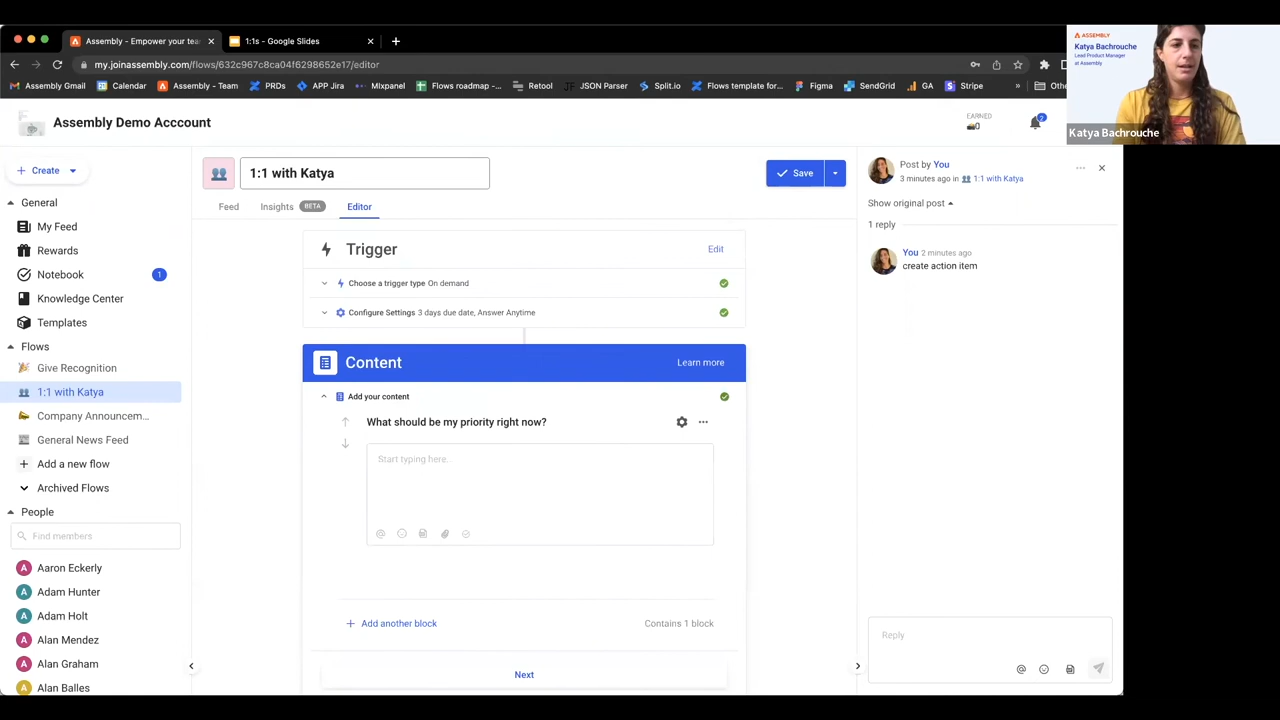 Assembly - Empower your tea
1:1s - Google Slides
my.joinassembly.com/flows/632c967c8ca04f6298652e17/edit
Assembly Gmail
Calendar
Assembly - Team
PRDs
APP Jira
Mixpanel
Flows roadmap -...
Retool
JSON Parser
Split.io
Flows template for...
Figma
SendGrid
GA
Stripe
»
Othe
ASSEMBLY
Katya Bachrouche
Lead Product Manager
at Assembly
Katya Bachrouche
Assembly Demo Acccount
EARNED
0
Create
General
My Feed
Rewards
Notebook
1
Knowledge Center
Templates
Flows
Give Recognition
1:1 with Katya
Company Announcem...
General News Feed
Add a new flow
Archived Flows
People
Find members
A Aaron Eckerly
A Adam Hunter
A Adam Holt
A Alan Mendez
A Alan Graham
A Alan Balles
1:1 with Katya
Save
Feed
Insights BETA
Editor
Trigger
Edit
Choose a trigger type On demand
Configure Settings 3 days due date, Answer Anytime
Content
Learn more
Add your content
What should be my priority right now?
Start typing here...
Add another block
Contains 1 block
Next
Post by You
3 minutes ago in 1:1 with Katya
Show original post
1 reply
You 2 minutes ago
create action item
Reply